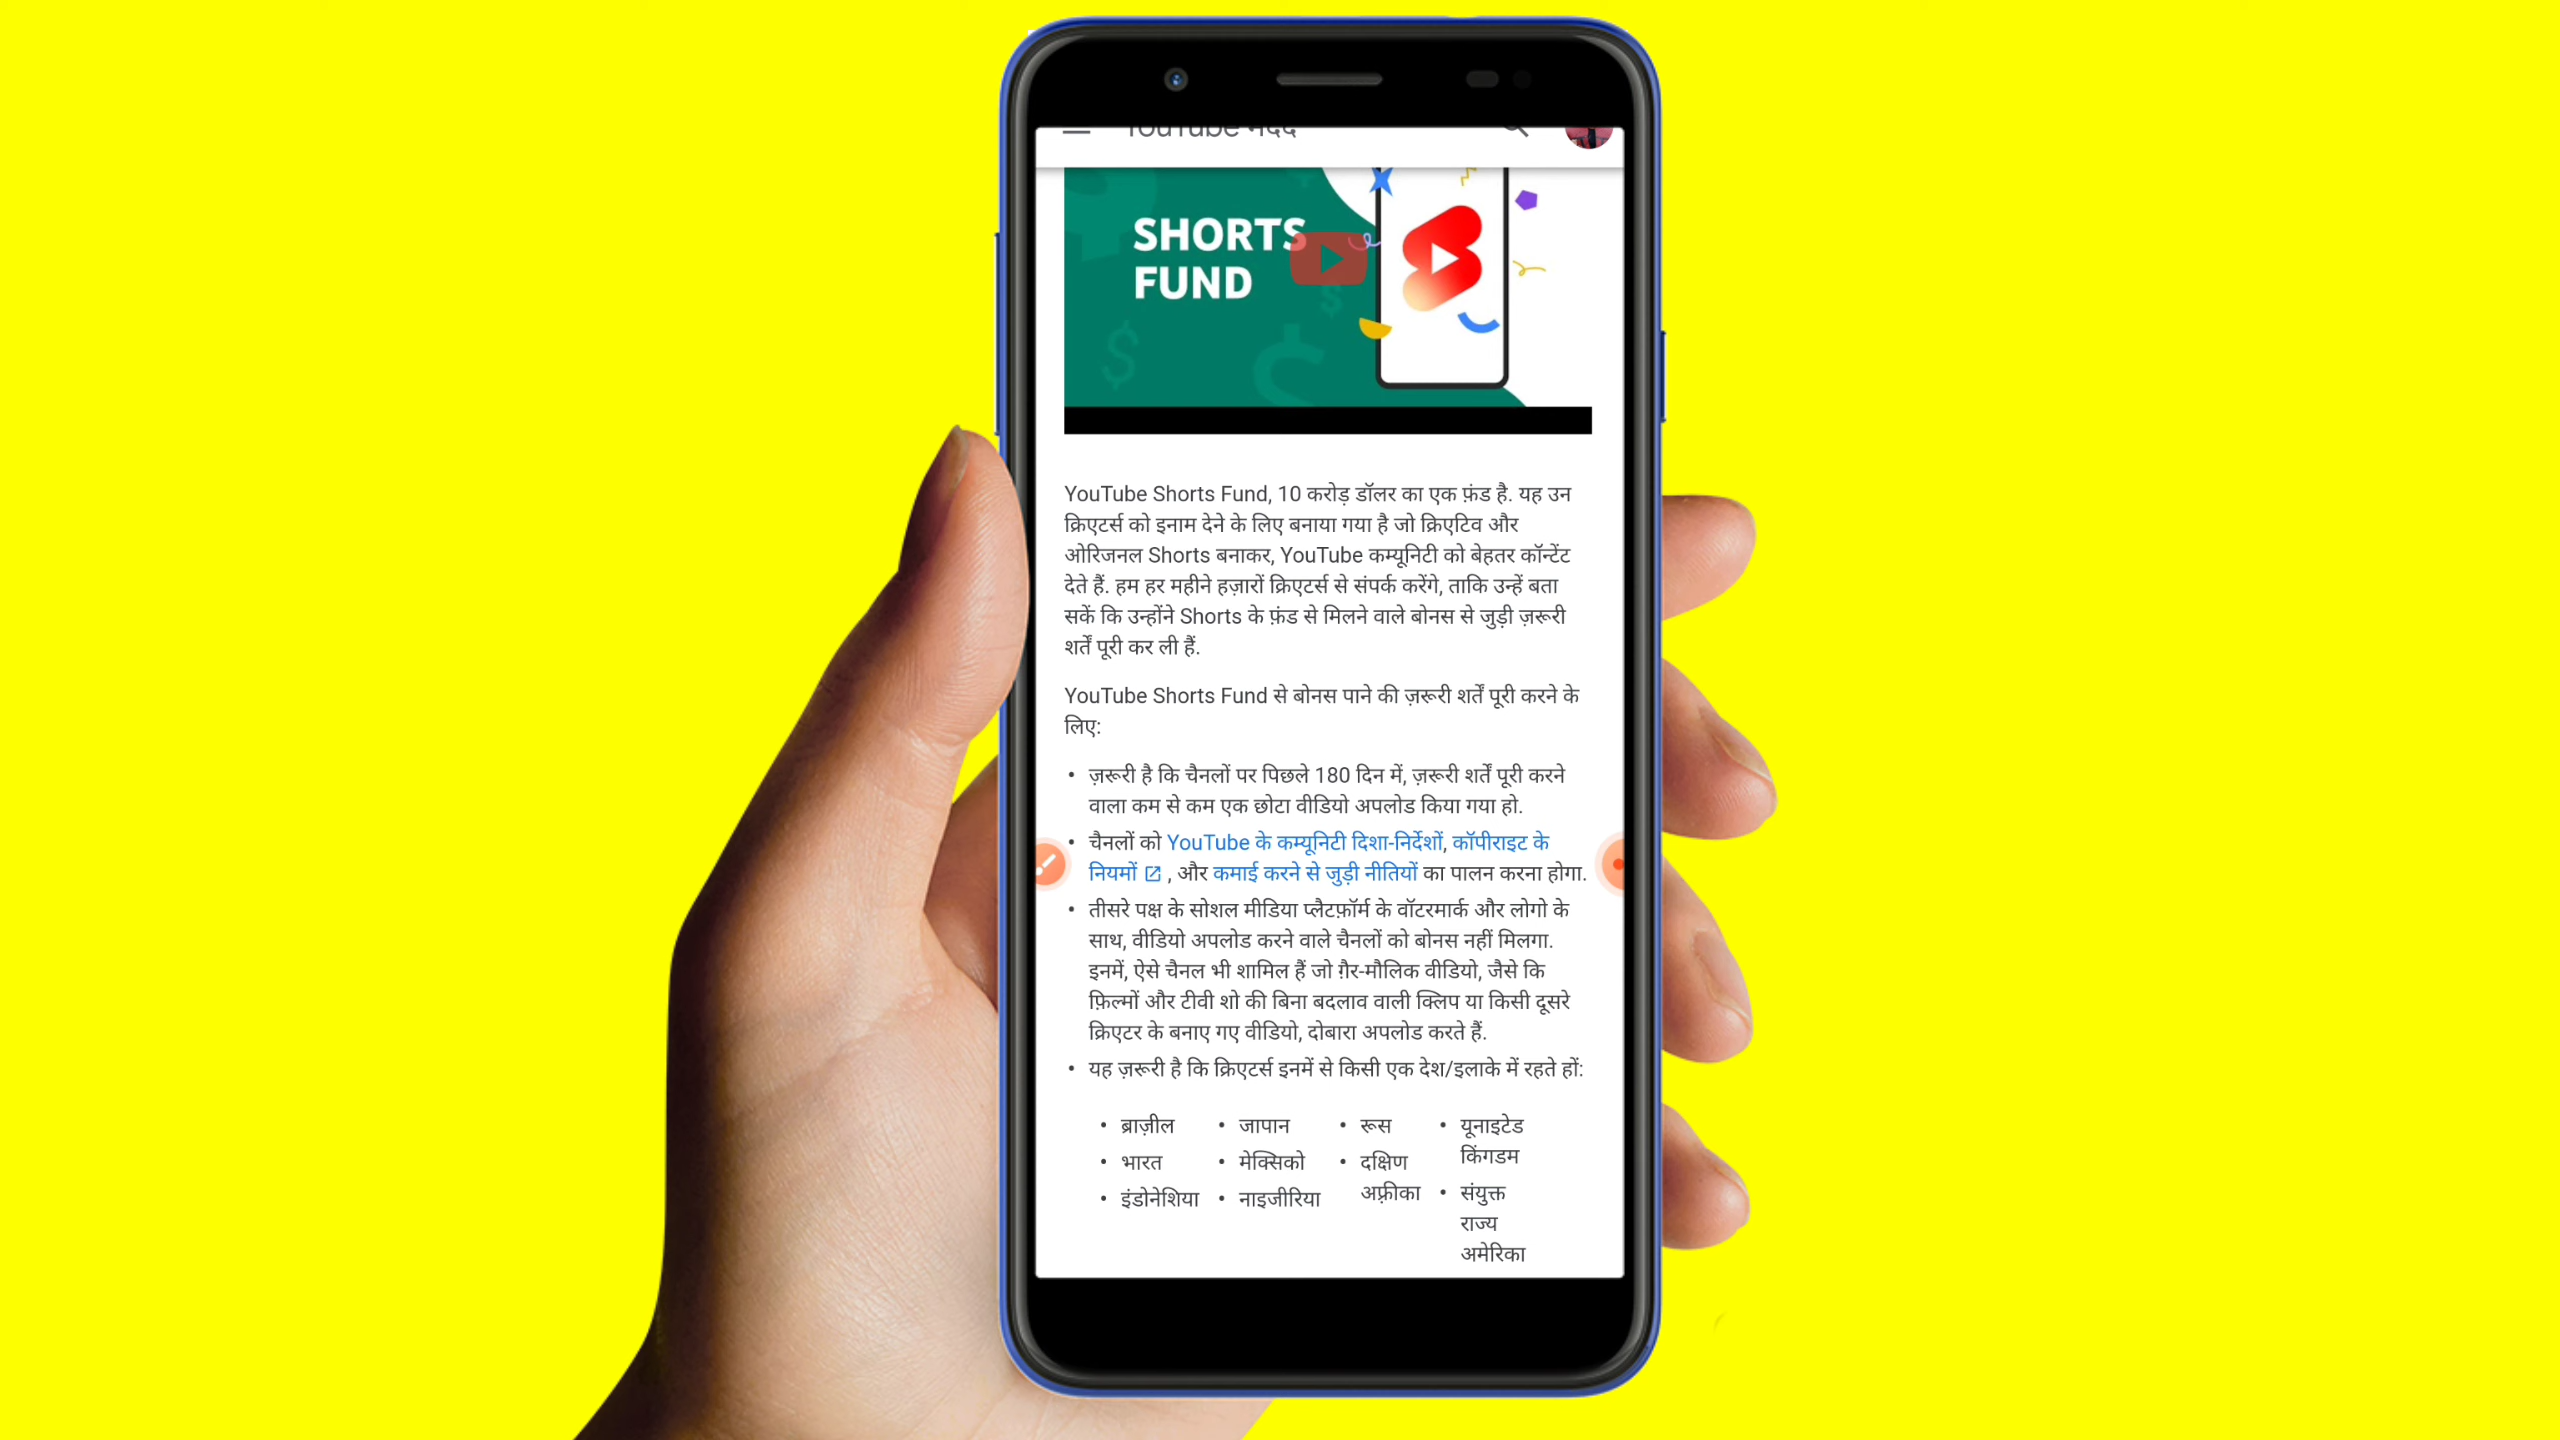 YouTube मदद
SHORTS
FUND
YouTube Shorts Fund, 10 करोड़ डॉलर का एक फ़ंड है. यह उन
क्रिएटर्स को इनाम देने के लिए बनाया गया है जो क्रिएटिव और
ओरिजनल Shorts बनाकर, YouTube कम्यूनिटी को बेहतर कॉन्टेंट
देते हैं. हम हर महीने हज़ारों क्रिएटर्स से संपर्क करेंगे, ताकि उन्हें बता
सकें कि उन्होंने Shorts के फ़ंड से मिलने वाले बोनस से जुड़ी ज़रूरी
शर्तें पूरी कर ली हैं.
YouTube Shorts Fund से बोनस पाने की ज़रूरी शर्तें पूरी करने के
लिए:
• ज़रूरी है कि चैनलों पर पिछले 180 दिन में, ज़रूरी शर्तें पूरी करने
वाला कम से कम एक छोटा वीडियो अपलोड किया गया हो.
• चैनलों को YouTube के कम्यूनिटी दिशा-निर्देशों, कॉपीराइट के
नियमों , और कमाई करने से जुड़ी नीतियों का पालन करना होगा.
• तीसरे पक्ष के सोशल मीडिया प्लैटफ़ॉर्म के वॉटरमार्क और लोगो के
साथ, वीडियो अपलोड करने वाले चैनलों को बोनस नहीं मिलगा.
इनमें, ऐसे चैनल भी शामिल हैं जो ग़ैर-मौलिक वीडियो, जैसे कि
फ़िल्मों और टीवी शो की बिना बदलाव वाली क्लिप या किसी दूसरे
क्रिएटर के बनाए गए वीडियो, दोबारा अपलोड करते हैं.
• यह ज़रूरी है कि क्रिएटर्स इनमें से किसी एक देश/इलाके में रहते हों:
• ब्राज़ील
• भारत
• इंडोनेशिया
• जापान
• मेक्सिको
• नाइजीरिया
• रूस
• दक्षिण
अफ़्रीका
• यूनाइटेड
किंगडम
• संयुक्त
राज्य
अमेरिका